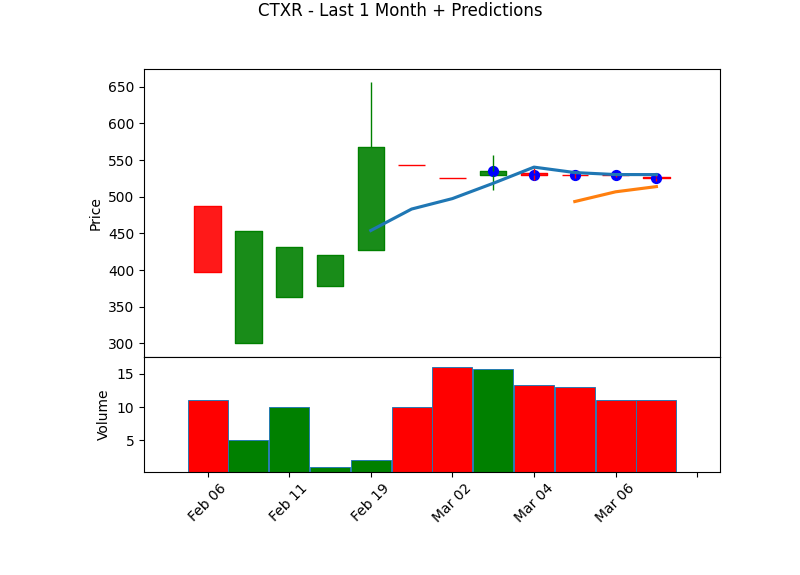 CTXR - Last 1 Month + Predictions
Price
650
600
550
500
450
400
350
300
Volume
15
10
5
Feb 06
Feb 11
Feb 19
Mar 02
Mar 04
Mar 06